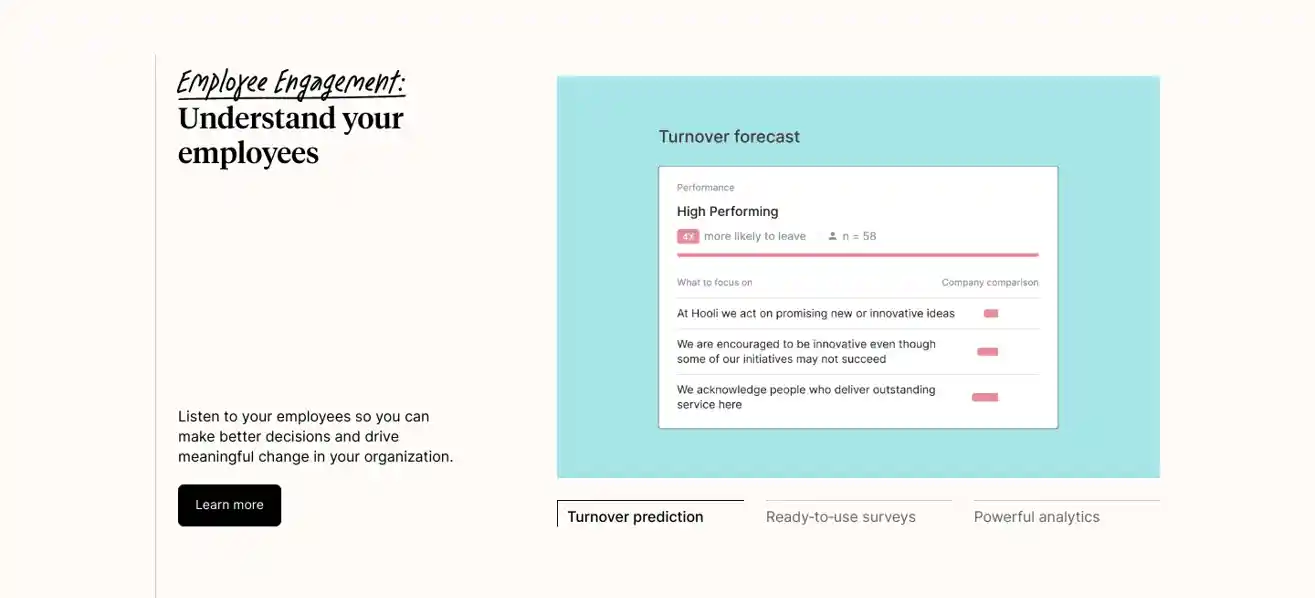 Employee Engagement:
Understand your
employees
Listen to your employees so you can
make better decisions and drive
meaningful change in your organization.
Learn more
Turnover forecast
Performance
High Performing
4% more likely to leave n = 58
What to focus on Company comparison
At Hooli we act on promising new or innovative ideas
We are encouraged to be innovative even though
some of our initiatives may not succeed
We acknowledge people who deliver outstanding
service here
Turnover prediction Ready-to-use surveys Powerful analytics